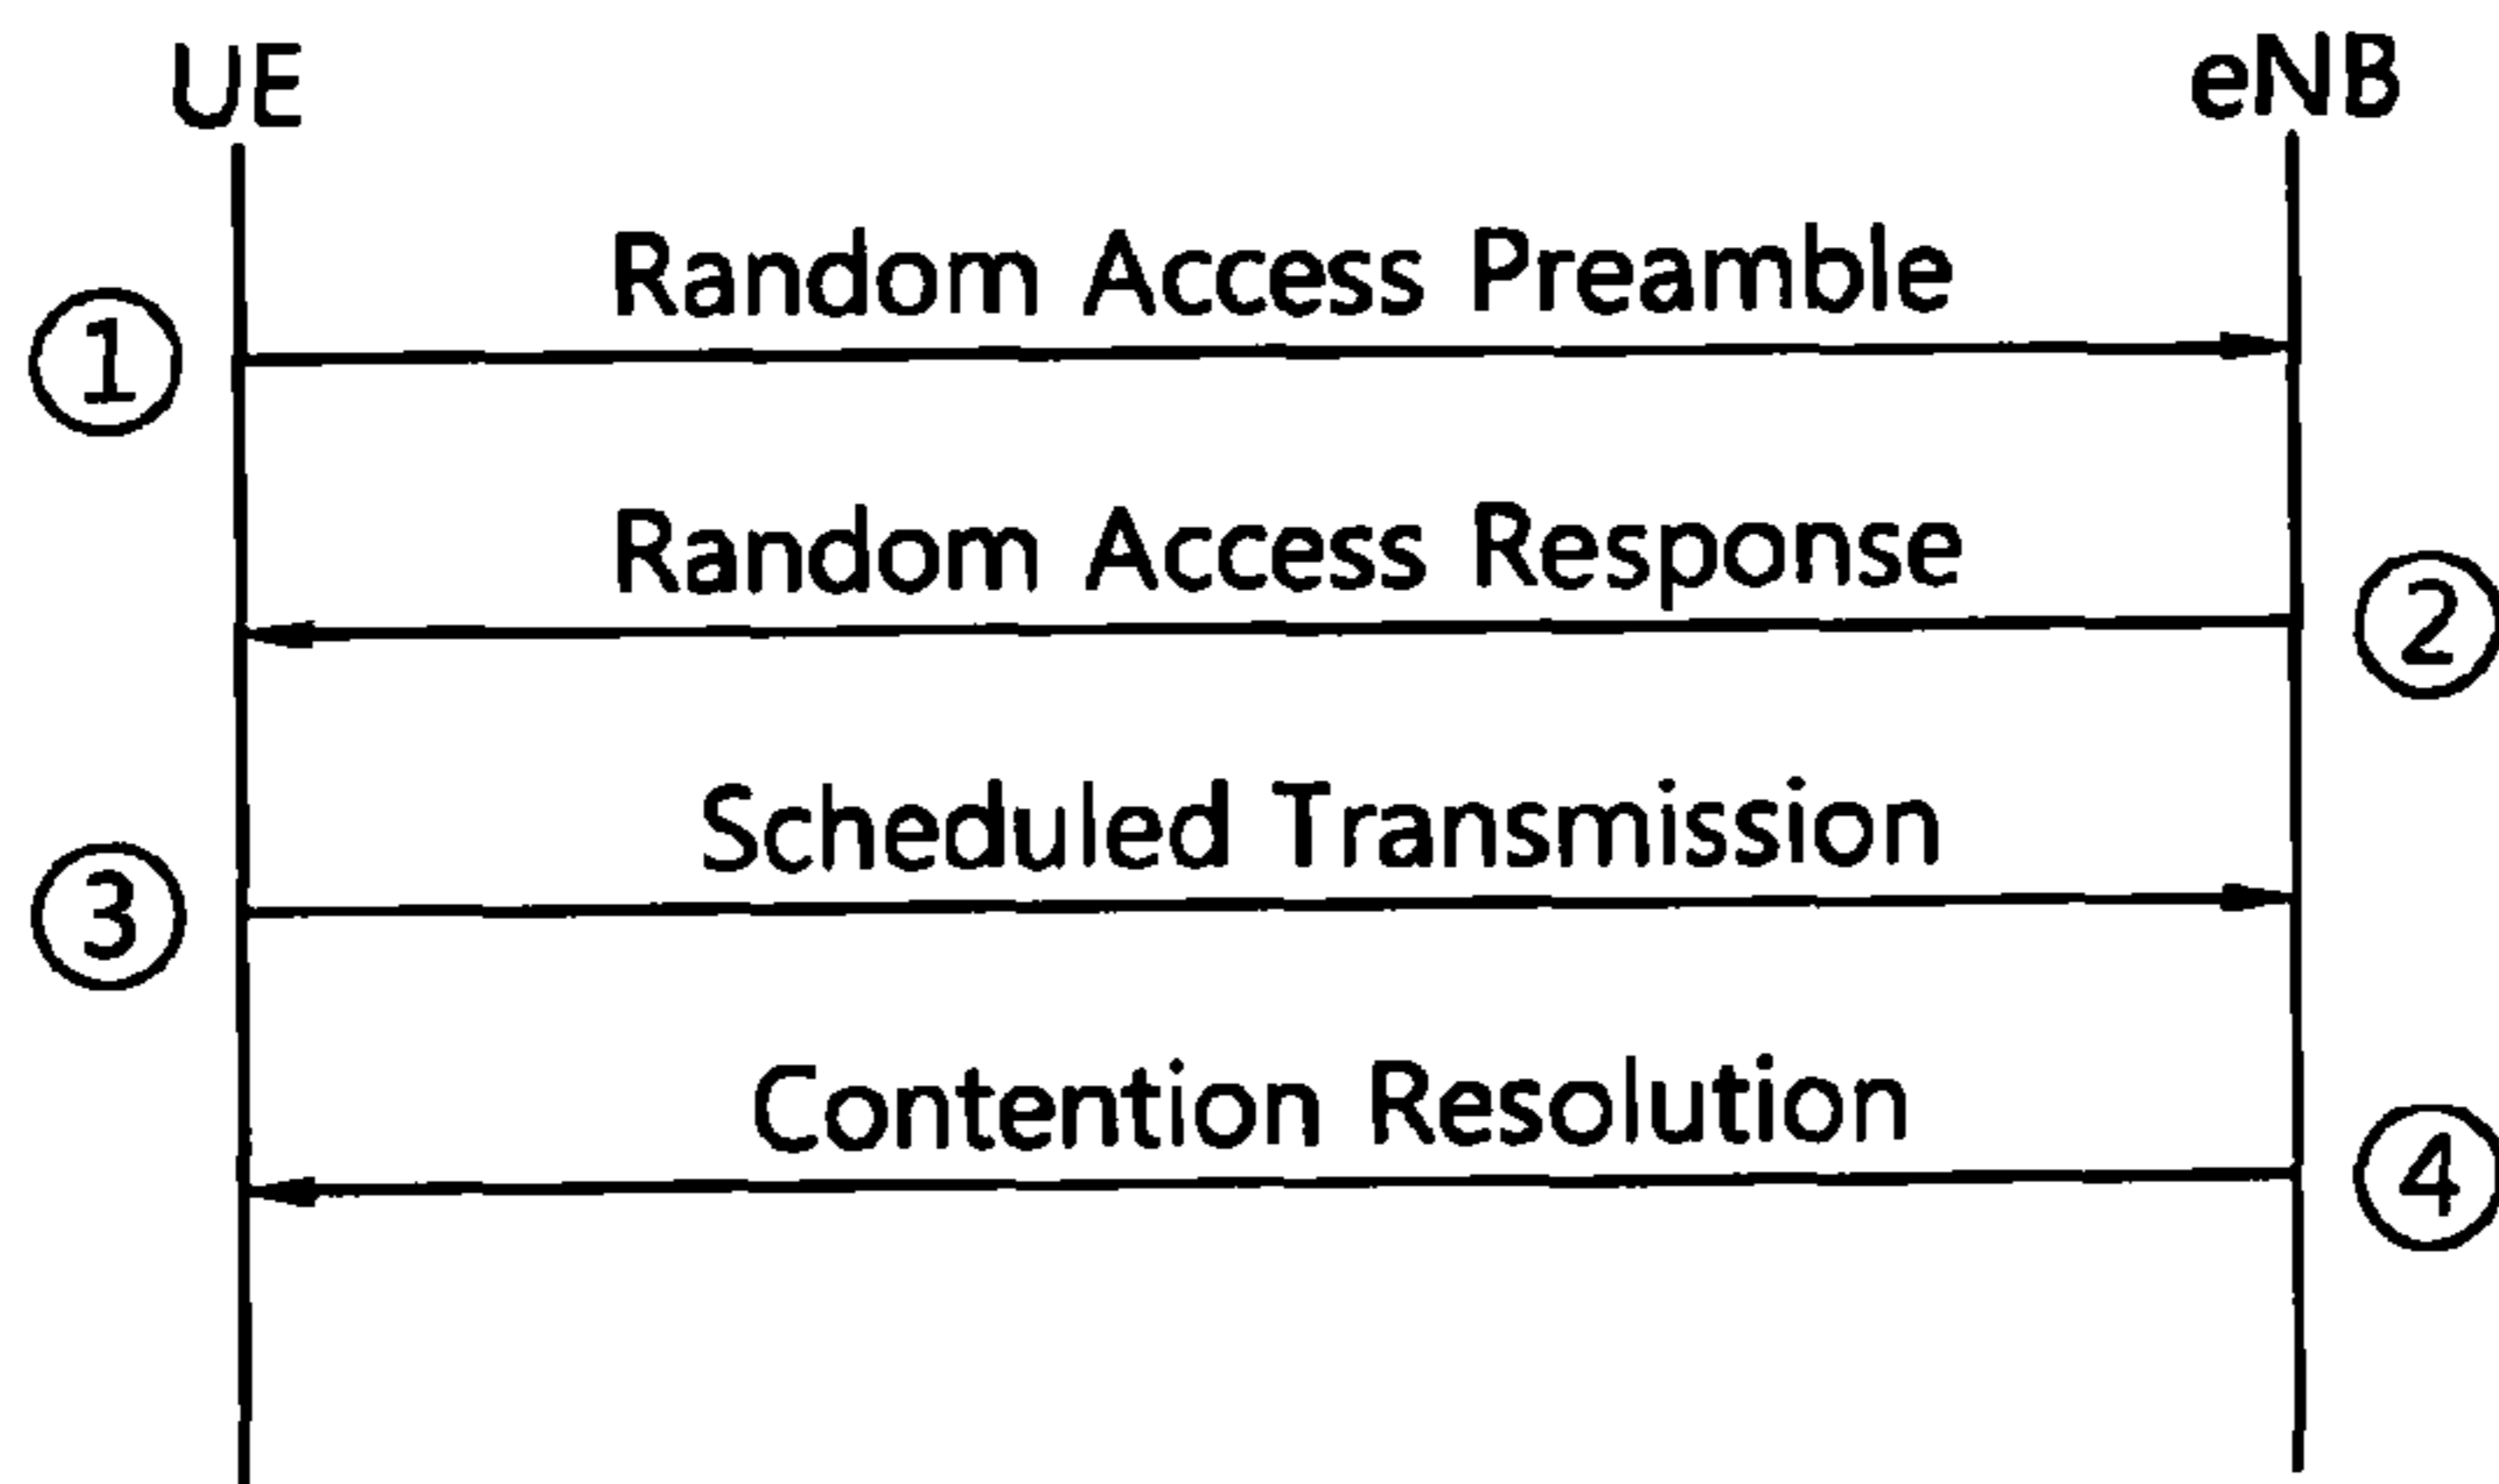 UE eNB
Random Access Preamble
1
Random Access Response
2
Scheduled Transmission
3
Contention Resolution
4